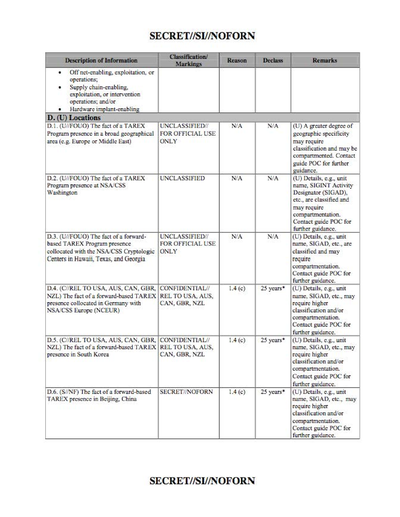 SECRET//SI//NOFORN
Description of Information
Classification/
Markings
Reason
Declass
Remarks
• Off net-enabling, exploitation, or
operations;
• Supply chain-enabling,
exploitation, or intervention
operations; and/or
• Hardware implant-enabling
D. (U) Locations
D.1. (U//FOUO) The fact of a TAREX
Program presence in a broad geographical
area (e.g. Europe or Middle East)
UNCLASSIFIED//
FOR OFFICIAL USE
ONLY
N/A
N/A
(U) A greater degree of
geographic specificity
may require
classification and may be
compartmented. Contact
guide POC for further
guidance.
D.2. (U//FOUO) The fact of a TAREX
Program presence at NSA/CSS
Washington
UNCLASSIFIED
N/A
N/A
(U) Details, e.g., unit
name, SIGINT Activity
Designator (SIGAD),
etc., are classified and
may require
compartmentation.
Contact guide POC for
further guidance.
D.3. (U//FOUO) The fact of a forward-
based TAREX Program presence
collocated with the NSA/CSS Cryptologic
Centers in Hawaii, Texas, and Georgia
UNCLASSIFIED//
FOR OFFICIAL USE
ONLY
N/A
N/A
(U) Details, e.g., unit
name, SIGAD, etc., are
classified and may
require
compartmentation.
Contact guide POC for
further guidance.
D.4. (C//REL TO USA, AUS, CAN, GBR,
NZL) The fact of a forward-based TAREX
presence collocated in Germany with
NSA/CSS Europe (NCEUR)
CONFIDENTIAL//
REL TO USA, AUS,
CAN, GBR, NZL
1.4 (c)
25 years*
(U) Details, e.g., unit
name, SIGAD, etc., may
require higher
classification and/or
compartmentation.
Contact guide POC for
further guidance.
D.5. (C//REL TO USA, AUS, CAN, GBR,
NZL) The fact of a forward-based TAREX
presence in South Korea
CONFIDENTIAL//
REL TO USA, AUS,
CAN, GBR, NZL
1.4 (c)
25 years*
(U) Details, e.g., unit
name, SIGAD, etc., may
require higher
classification and/or
compartmentation.
Contact guide POC for
further guidance.
D.6. (S//NF) The fact of a forward-based
TAREX presence in Beijing, China
SECRET//NOFORN
1.4 (c)
25 years*
(U) Details, e.g., unit
name, SIGAD, etc., may
require higher
classification and/or
compartmentation.
Contact guide POC for
further guidance.
SECRET//SI//NOFORN